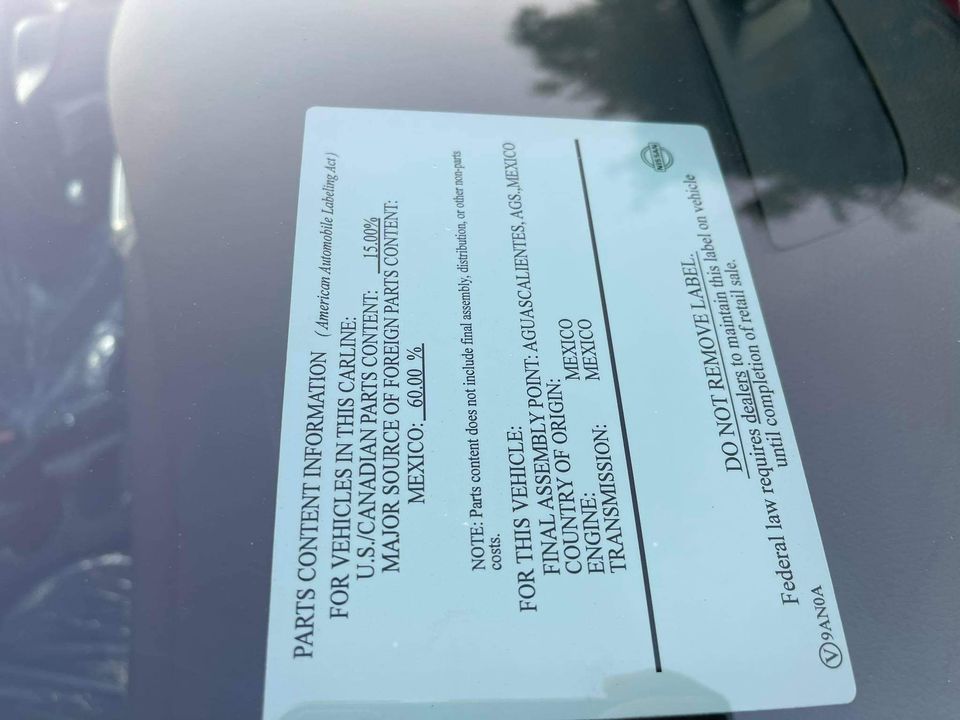 PARTS CONTENT INFORMATION (American Automobile Labeling Act)
FOR VEHICLES IN THIS CARLINE:
U.S./CANADIAN PARTS CONTENT: 15.00%
MAJOR SOURCE OF FOREIGN PARTS CONTENT:
MEXICO: 60.00 %
NOTE: Parts content does not include final assembly, distribution, or other non-parts
costs.
FOR THIS VEHICLE:
FINAL ASSEMBLY POINT: AGUASCALIENTES, AGS.,MEXICO
COUNTRY OF ORIGIN:
ENGINE: MEXICO
TRANSMISSION: MEXICO
NISSAN
DO NOT REMOVE LABEL.
Federal law requires dealers to maintain this label on vehicle
until completion of retail sale.
V 9AN0A